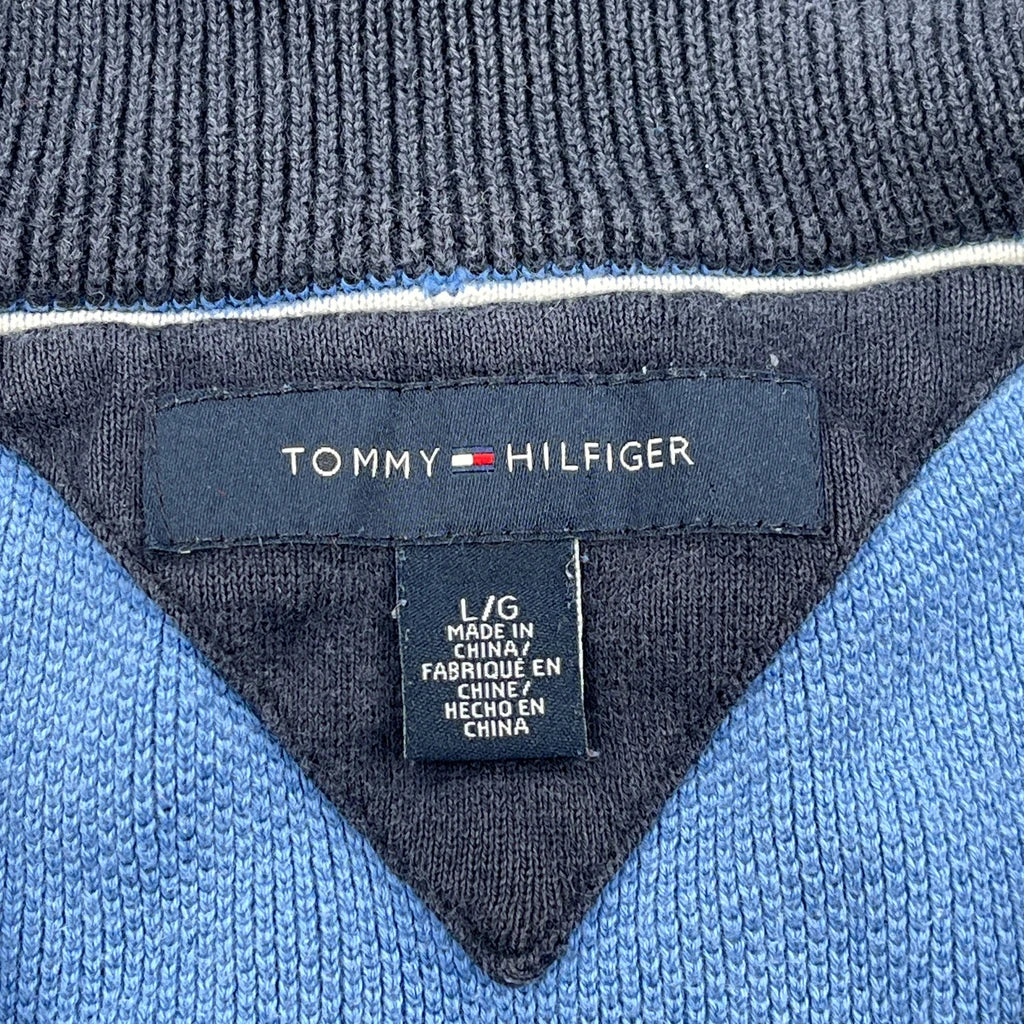 TOMMY HILFIGER
L/G
MADE IN
CHINA/
FABRIQUÉ EN
CHINE/
HECHO EN
CHINA